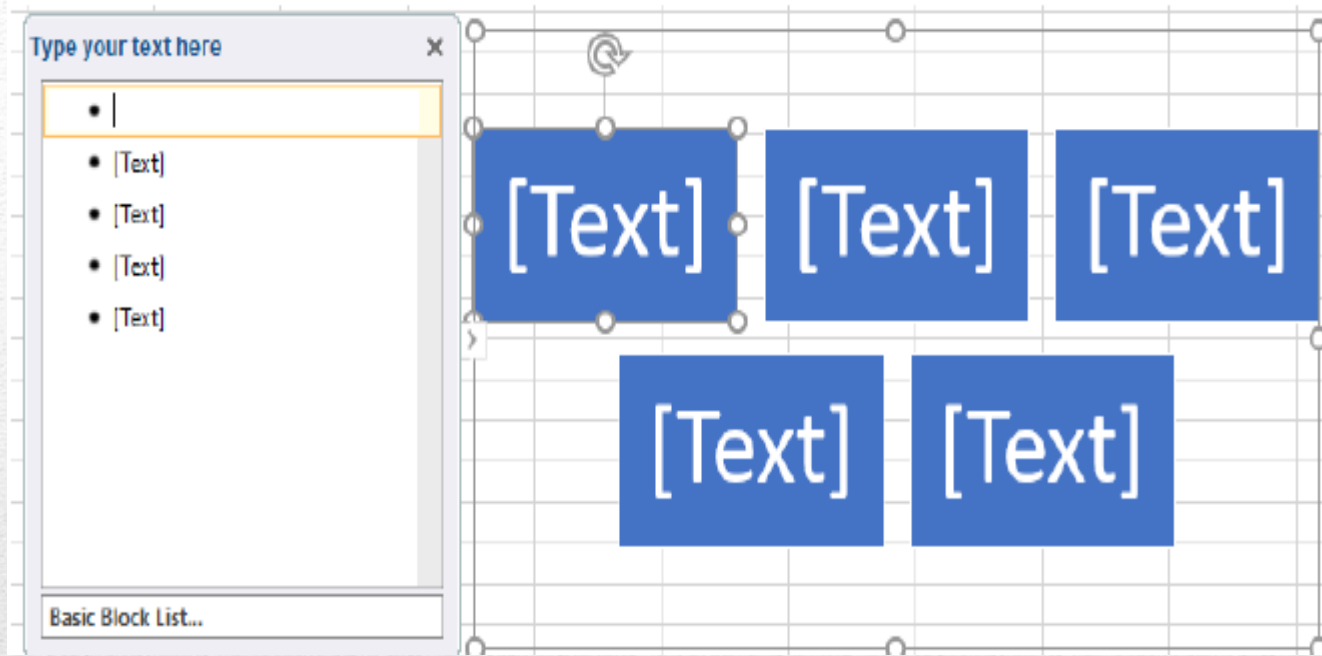 Type your text here
[Text]
[Text]
[Text]
[Text]
Basic Block List...
[Text] [Text] [Text]
[Text] [Text]